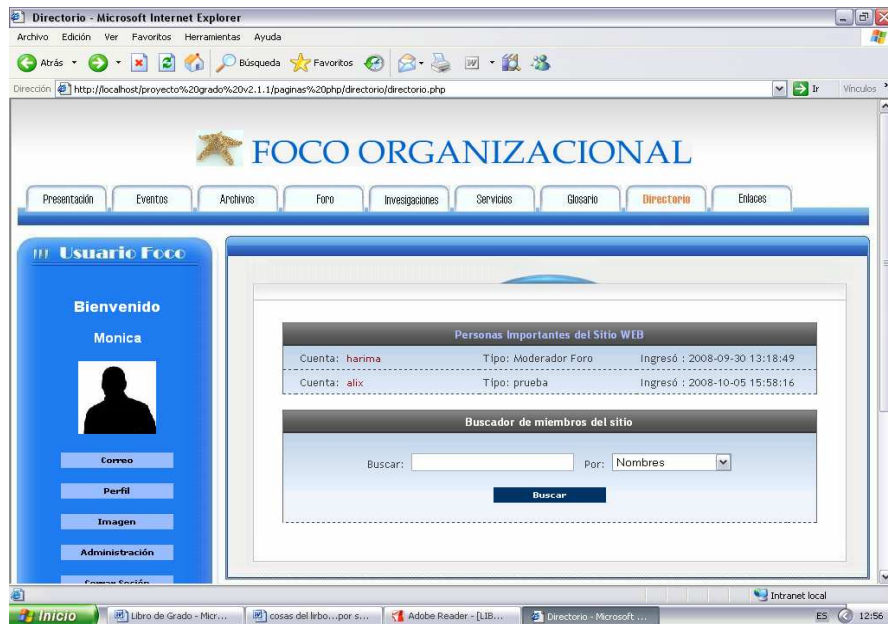 Directorio - Microsoft Internet Explorer
Archivo Edición Ver Favoritos Herramientas Ayuda
Atrás Búsqueda Favoritos
Dirección http://localhost/proyecto%20grado%20v2.1.1/paginas%20php/directorio/directorio.php Ir Vínculos
FOCO ORGANIZACIONAL
Presentación Eventos Archivos Foro Invesigaciones Servicios Glosario Directorio Enlaces
Usuario Foco
Bienvenido
Monica
Correo
Perfil
Imagen
Administración
Personas Importantes del Sitio WEB
Cuenta: harima Tipo: Moderador Foro Ingresó : 2008-09-30 13:18:49
Cuenta: alix Tipo: prueba Ingresó : 2008-10-05 15:58:16
Buscador de miembros del sitio
Buscar: Por: Nombres
Buscar
Intranet local
Inicio Libro de Grado - Micr... cosas del lirbo...por s... Adobe Reader - [LIB... Directorio - Microsoft ... ES 12:56